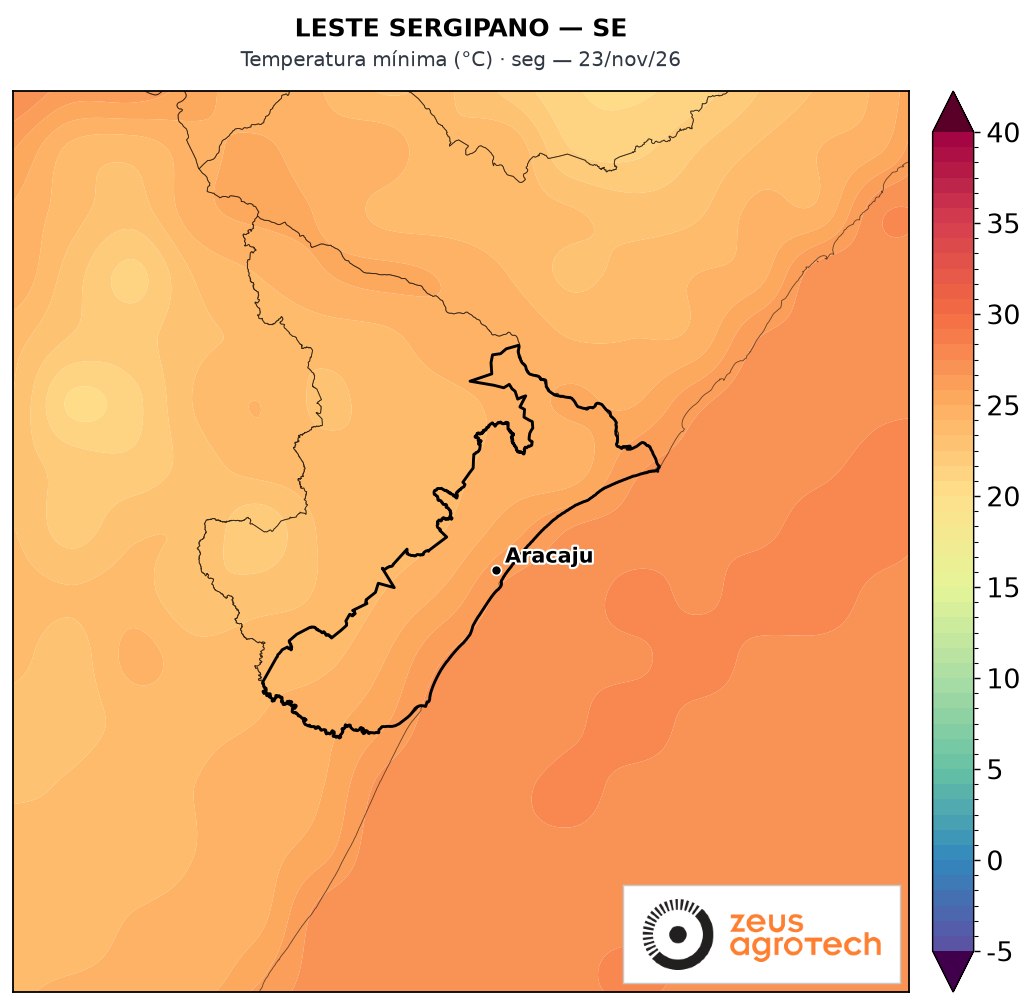 LESTE SERGIPANO — SE
Temperatura mínima (°C) · seg — 23/nov/26
40
35
30
25
20
15
10
5
0
-5
Aracaju
zeus
agrotech